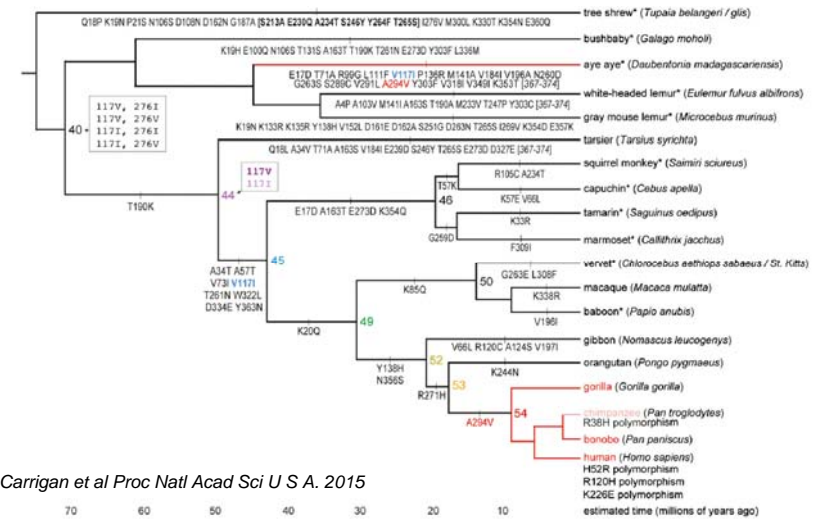 tree shrew* (Tupaia belangeri / glis)
Q18P K19N P21S N106S D108N D162N G187A [S213A E230Q A234T S246Y Y264F T265S] I276V M300L K330T K354N E360Q
bushbaby* (Galago moholi)
K19H E100Q N106S T131S A163T T190K T261N E273D Y303F L336M
aye aye* (Daubentonia madagascariensis)
E17D T71A R99G L111F V117I P136R M141A V184I V196A N260D
G263S S289C V291L A294V Y303F V318I V349I K353T [367-374]
white-headed lemur* (Eulemur fulvus albifrons)
A4P A103V M141I A163S T190A M233V T247P Y303C [367-374]
gray mouse lemur* (Microcebus murinus)
K19N K133R K135R Y138H V152L D161E D162A S251G D263N T265S I269V K354D E357K
117V, 276I
117V, 276V
117I, 276I
117I, 276V
40
tarsier (Tarsius syrichta)
Q18L A34V T71A A163S V184I E239D S246Y T265S E273D D327E [367-374]
117V
117I
44
T190K
squirrel monkey* (Saimiri sciureus)
R105C A234T
T57K
capuchin* (Cebus apella)
K57E V66L
E17D A163T E273D K354Q
46
tamarin* (Saguinus oedipus)
K33R
G259D
marmoset* (Callithrix jacchus)
F309I
A34T A57T
V73I V117I
T261N W322L
D334E Y363N
45
vervet* (Chlorocebus aethiops sabaeus / St. Kitts)
G263E L308F
50
K85Q
macaque (Macaca mulatta)
K338R
baboon* (Papio anubis)
V196I
K20Q
49
gibbon (Nomascus leucogenys)
V66L R120C A124S V197I
52
Y138H
N356S
orangutan (Pongo pygmaeus)
K244N
53
R271H
gorilla (Gorilla gorilla)
A294V
54
chimpanzee (Pan troglodytes)
R38H polymorphism
bonobo (Pan paniscus)
human (Homo sapiens)
H52R polymorphism
R120H polymorphism
K226E polymorphism
Carrigan et al Proc Natl Acad Sci U S A. 2015
70 60 50 40 30 20 10 estimated time (millions of years ago)